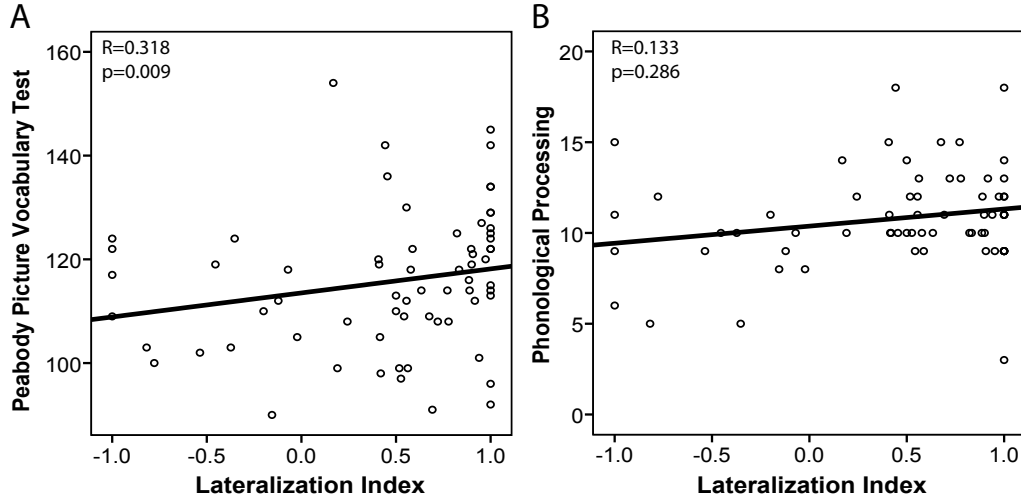 A
R=0.318
p=0.009
Peabody Picture Vocabulary Test
160
140
120
100
-1.0 -0.5 0.0 0.5 1.0
Lateralization Index
B
R=0.133
p=0.286
Phonological Processing
20
15
10
5
0
-1.0 -0.5 0.0 0.5 1.0
Lateralization Index